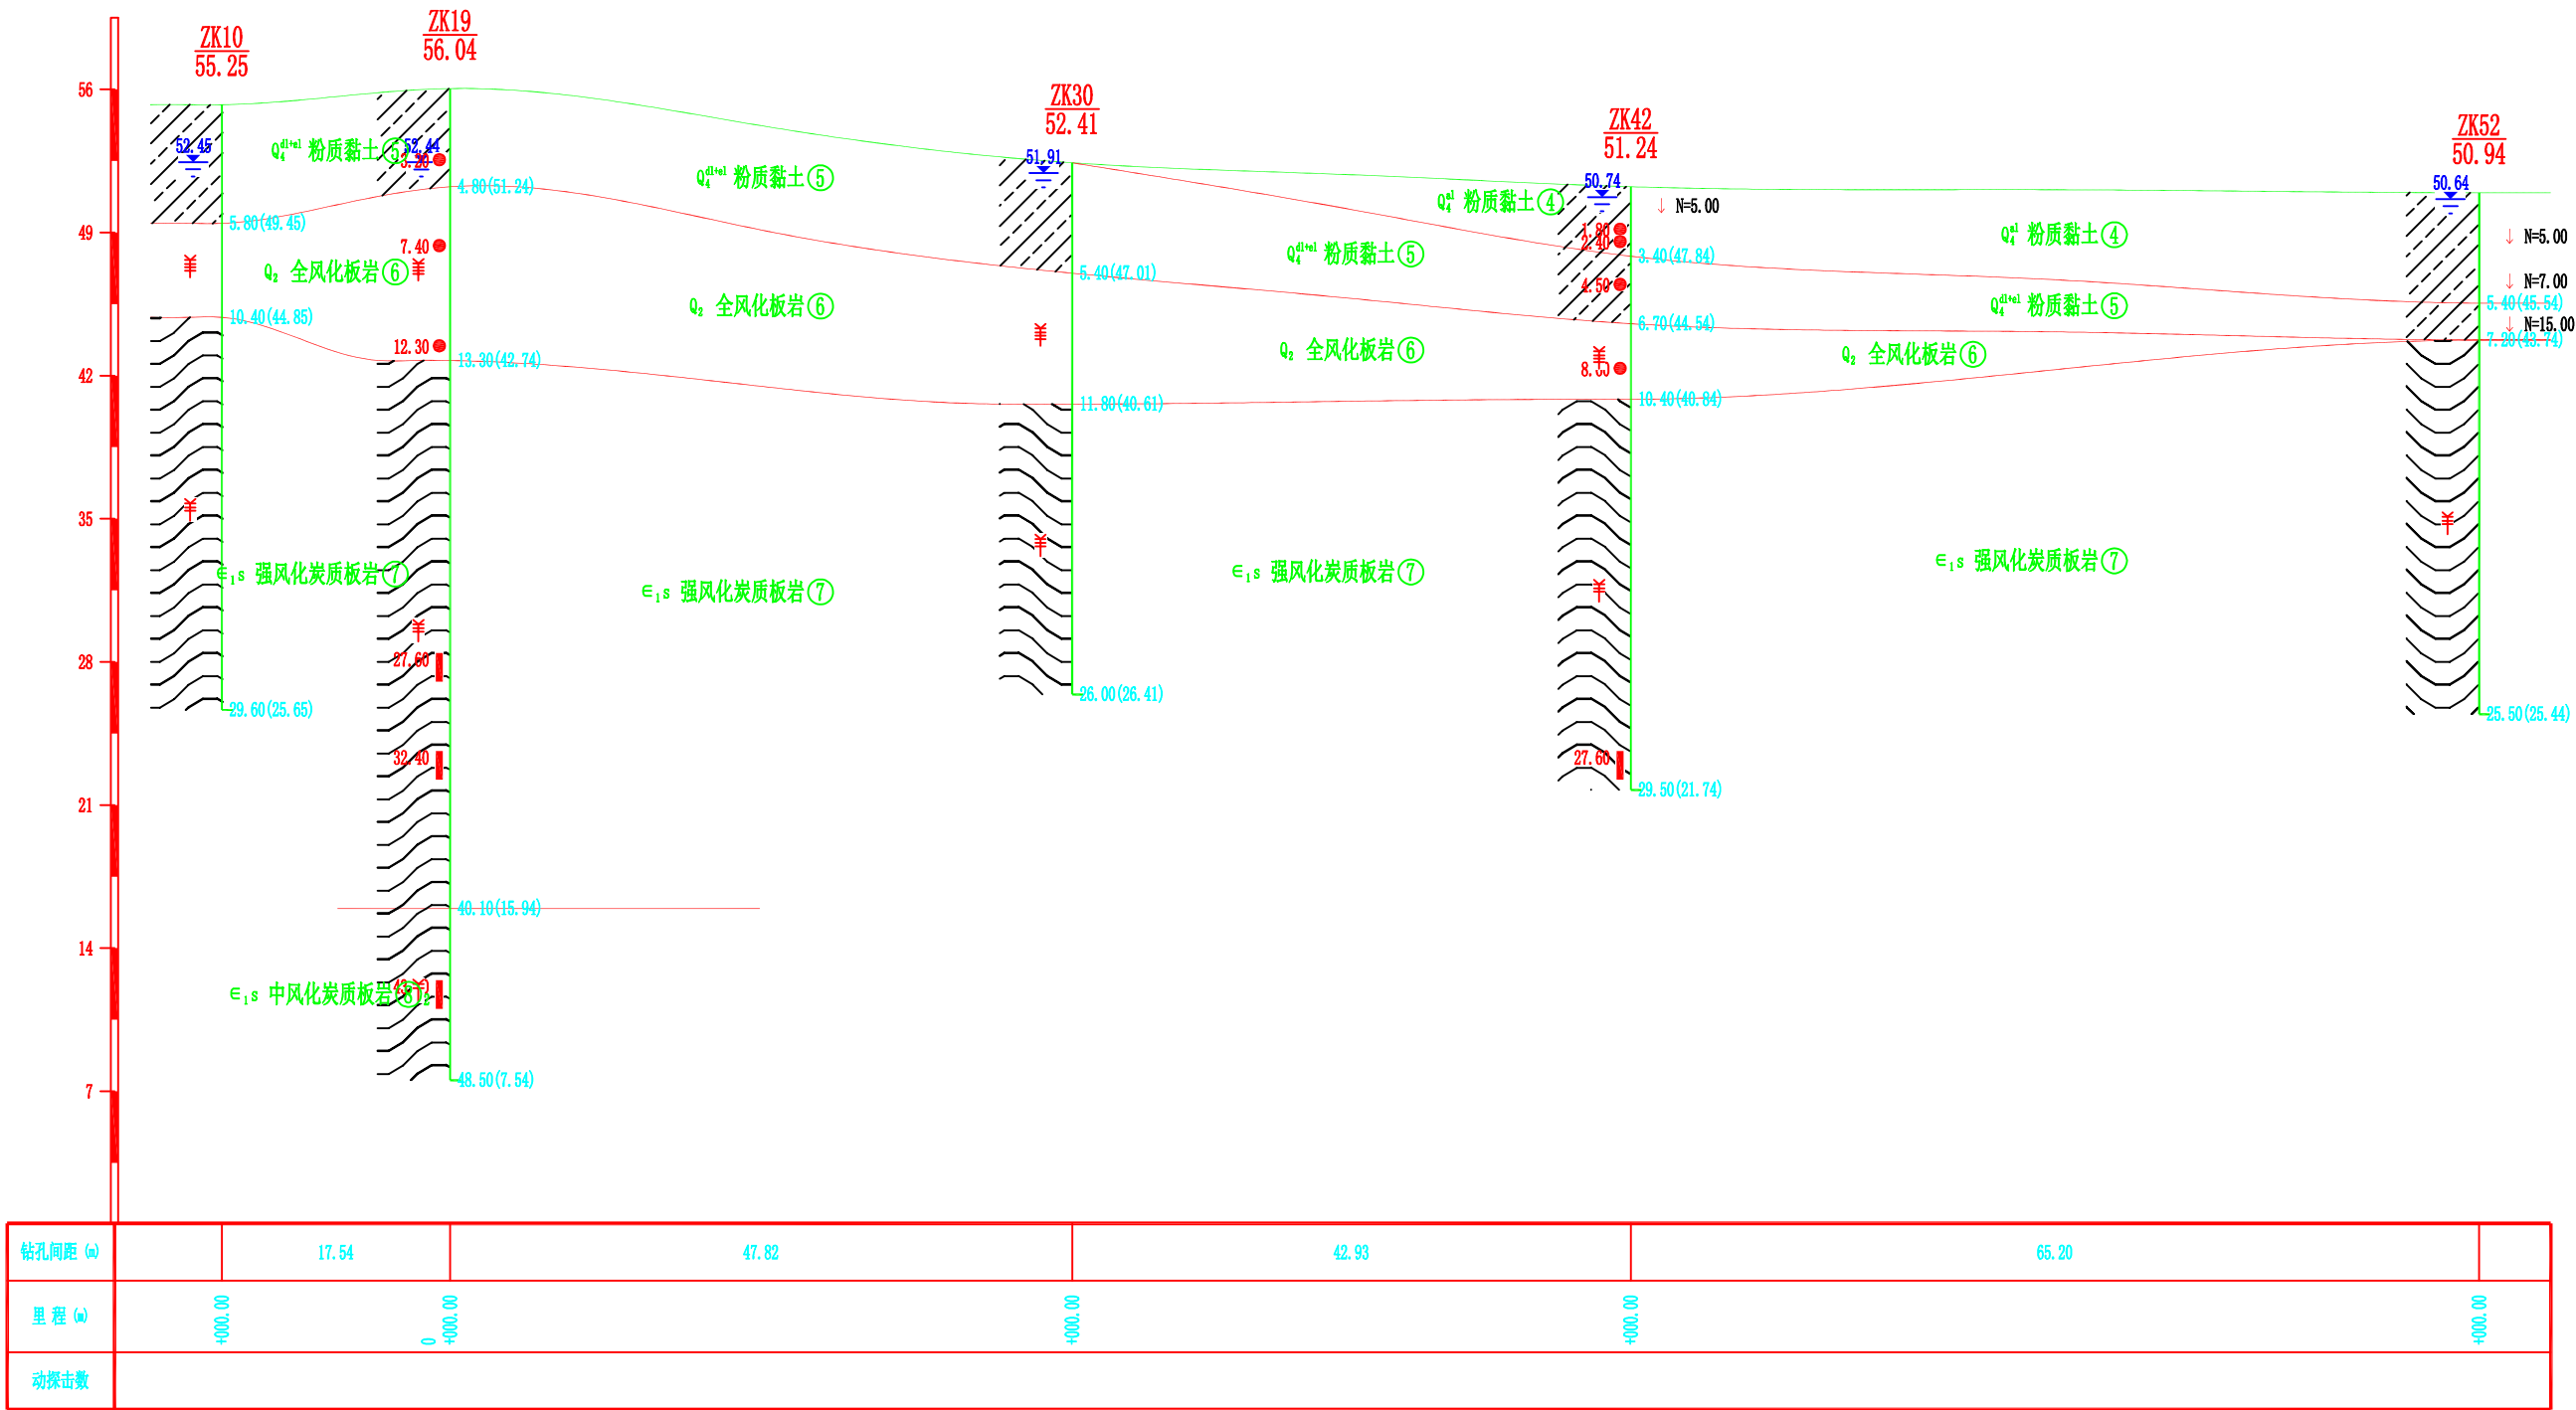 ZK10
55.25
ZK19
56.04
ZK30
52.41
ZK42
51.24
ZK52
50.94
56
49
42
35
28
21
14
7
52.45
Q₄ᵈˡ⁺ᵉˡ 粉质黏土⑤
52.44
4.80(51.24)
Q₄ᵈˡ⁺ᵉˡ 粉质黏土⑤
51.91
Q₄ᵃˡ 粉质黏土④
50.74
↓ N=5.00
1.80
2.40
Q₄ᵃˡ 粉质黏土④
50.64
↓ N=5.00
5.80(49.45)
7.40
Q₂ 全风化板岩⑥
5.40(47.01)
Q₄ᵈˡ⁺ᵉˡ 粉质黏土⑤
3.40(47.84)
4.50
↓ N=7.00
Q₂ 全风化板岩⑥
Q₄ᵈˡ⁺ᵉˡ 粉质黏土⑤
5.40(45.54)
10.40(44.85)
6.70(44.54)
↓ N=15.00
7.20(43.74)
12.30
13.30(42.74)
Q₂ 全风化板岩⑥
Q₂ 全风化板岩⑥
11.80(40.61)
10.40(40.84)
∈₁s 强风化炭质板岩⑦
∈₁s 强风化炭质板岩⑦
∈₁s 强风化炭质板岩⑦
∈₁s 强风化炭质板岩⑦
27.60
29.60(25.65)
26.00(26.41)
25.50(25.44)
32.40
27.60
29.50(21.74)
40.10(15.94)
∈₁s 中风化炭质板岩
48.50(7.54)
钻孔间距 (m)
17.54
47.82
42.93
65.20
里 程 (m)
+000.00
0
+000.00
+000.00
+000.00
+000.00
动探击数